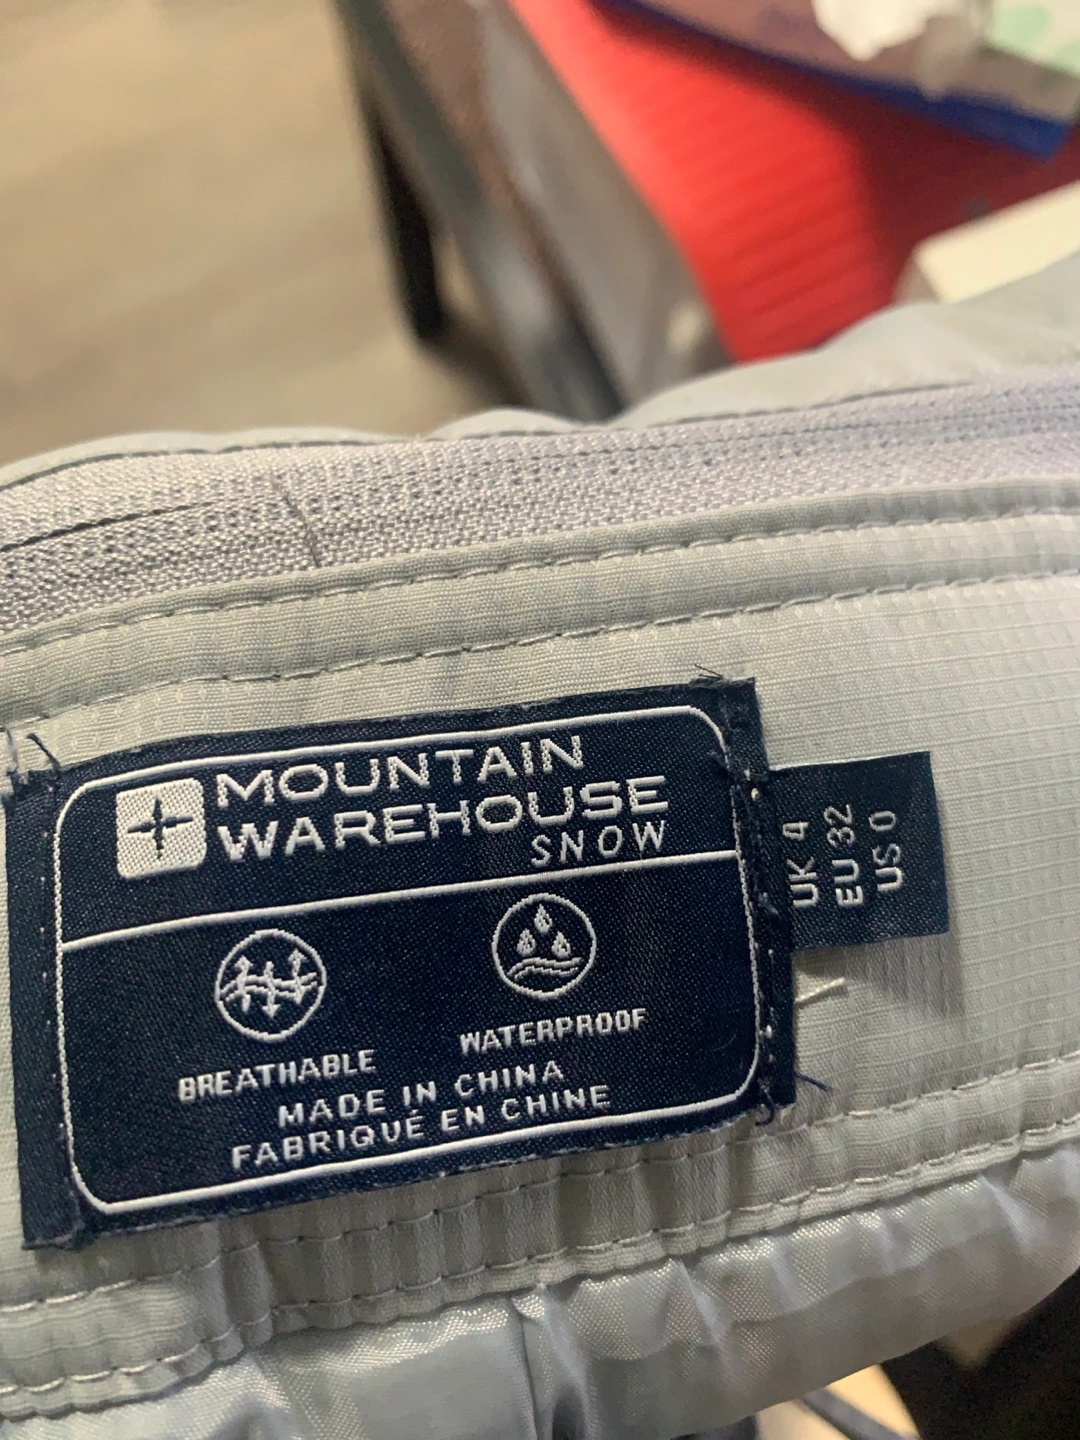 MOUNTAIN
WAREHOUSE
SNOW
BREATHABLE
WATERPROOF
MADE IN CHINA
FABRIQUÉ EN CHINE
UK 4
EU 32
US 0